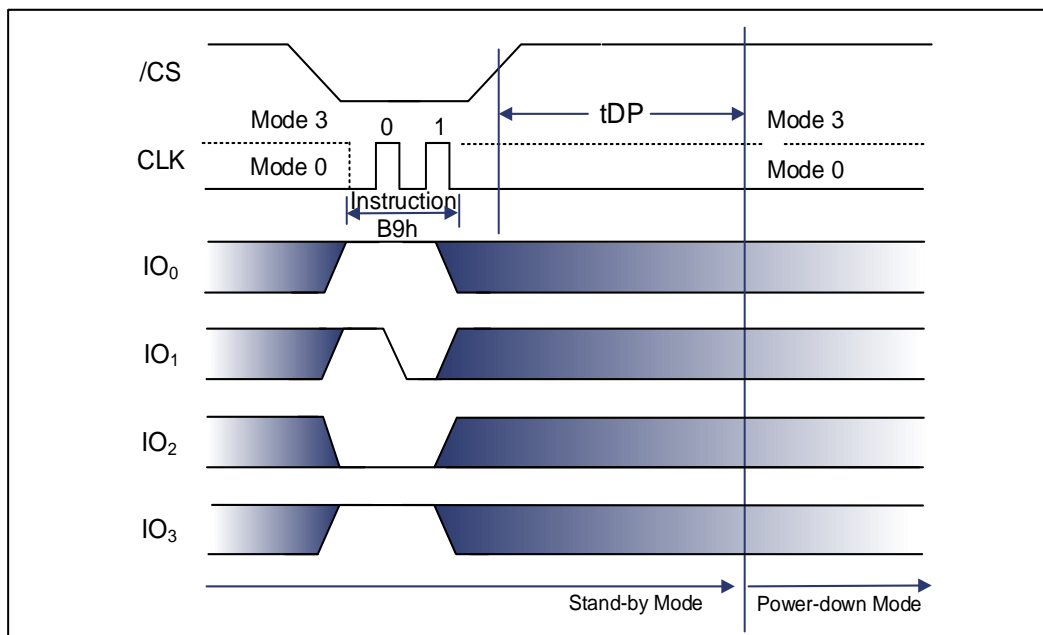 /CS
tDP
Mode 3 0 1 Mode 3
CLK Mode 0 Mode 0
Instruction
B9h
IO₀
IO₁
IO₂
IO₃
Stand-by Mode Power-down Mode